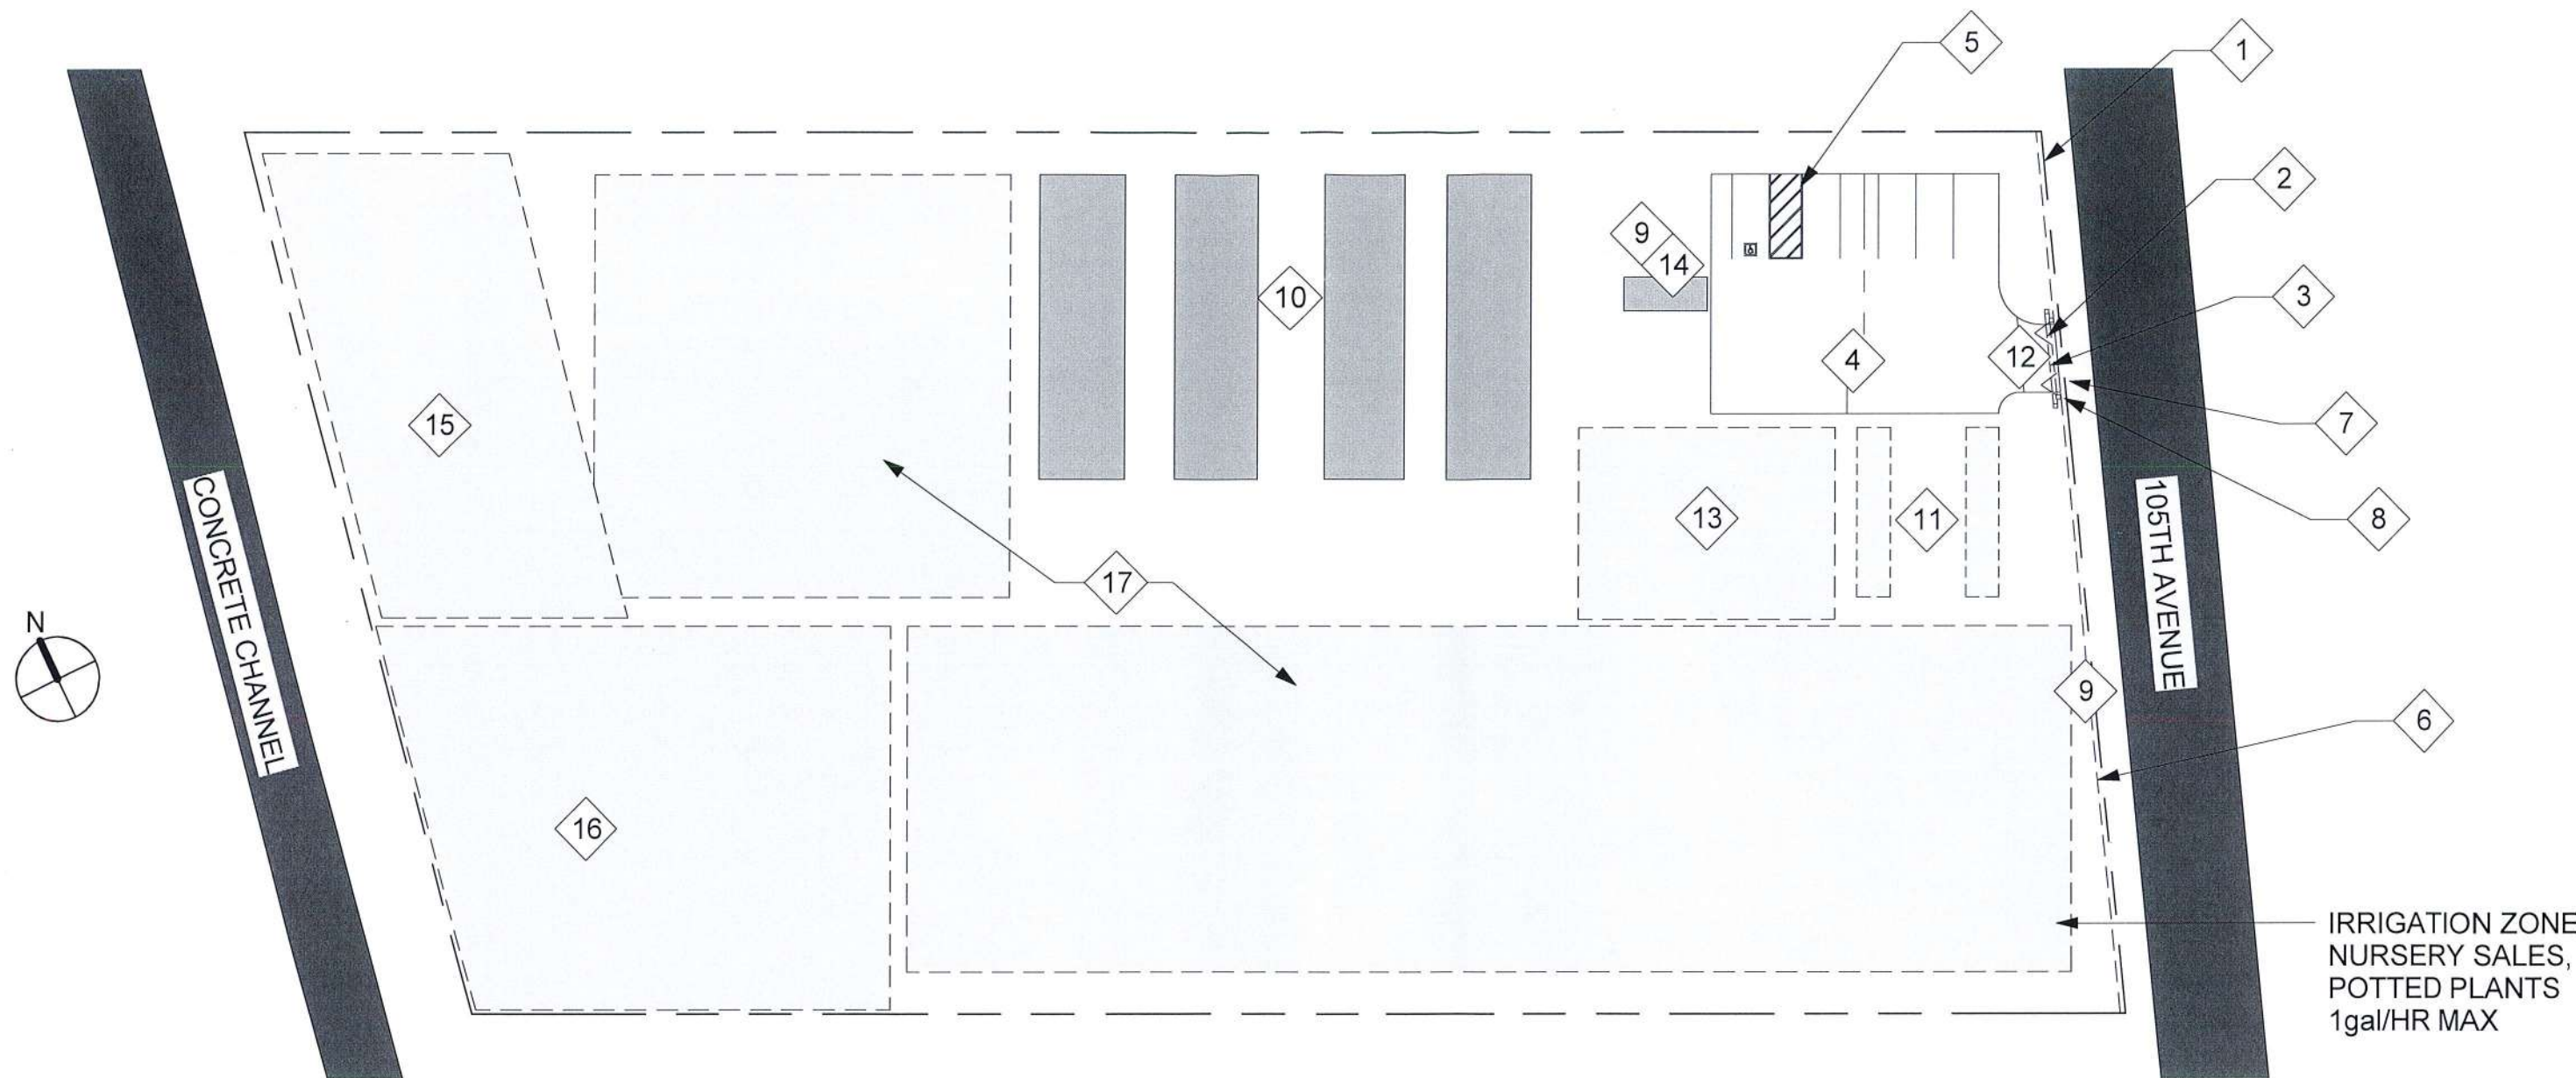 5
1
2
9
14
3
10
4
12
7
15
13
11
8
CONCRETE CHANNEL
105TH AVENUE
17
N
9
6
16
IRRIGATION ZONE
NURSERY SALES,
POTTED PLANTS
1gal/HR MAX